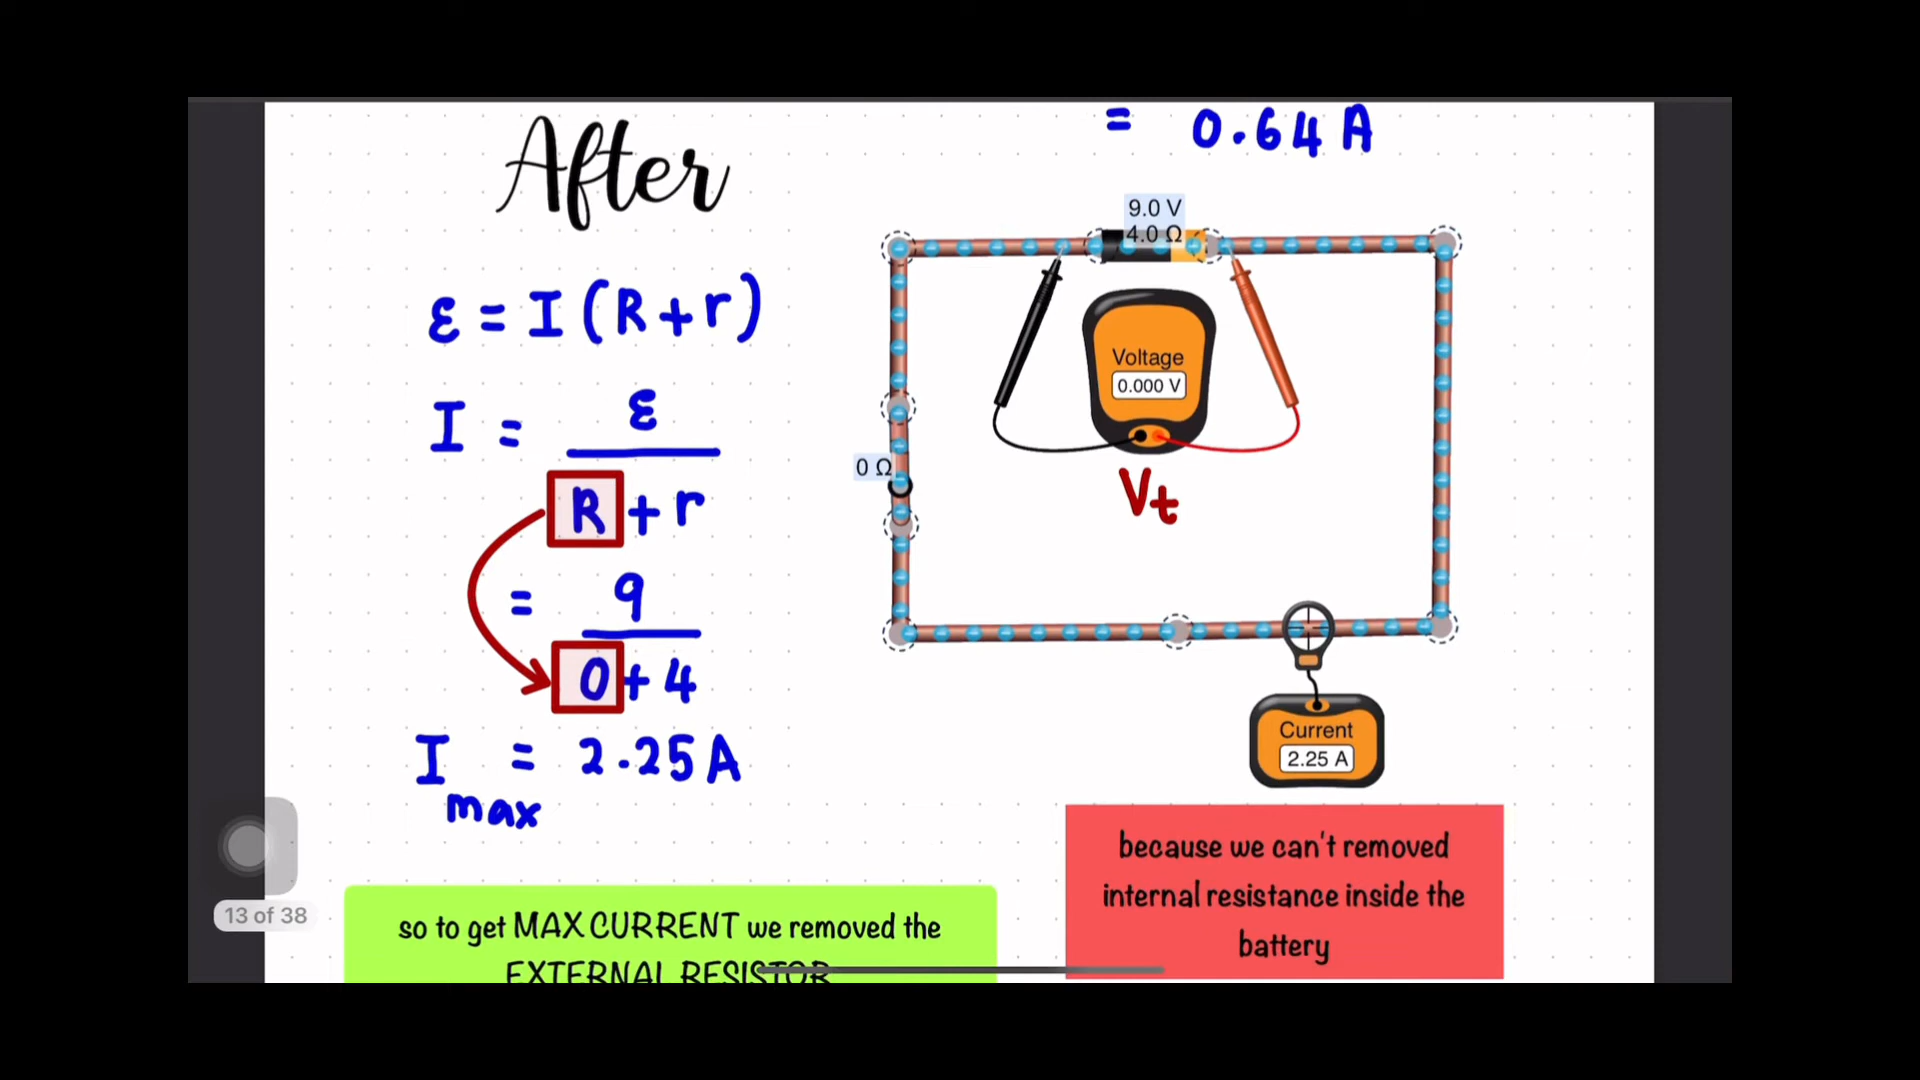 After
= 0.64 A
9.0 V
4.0 Ω
ε = I (R + r)
Voltage
0.000 V
I = ε
R + r
0 Ω
Vt
= 9
0 + 4
Current
2.25 A
I max = 2.25 A
because we can't removed
internal resistance inside the
battery
13 of 38
so to get MAX CURRENT we removed the
EXTERNAL RESISTOR